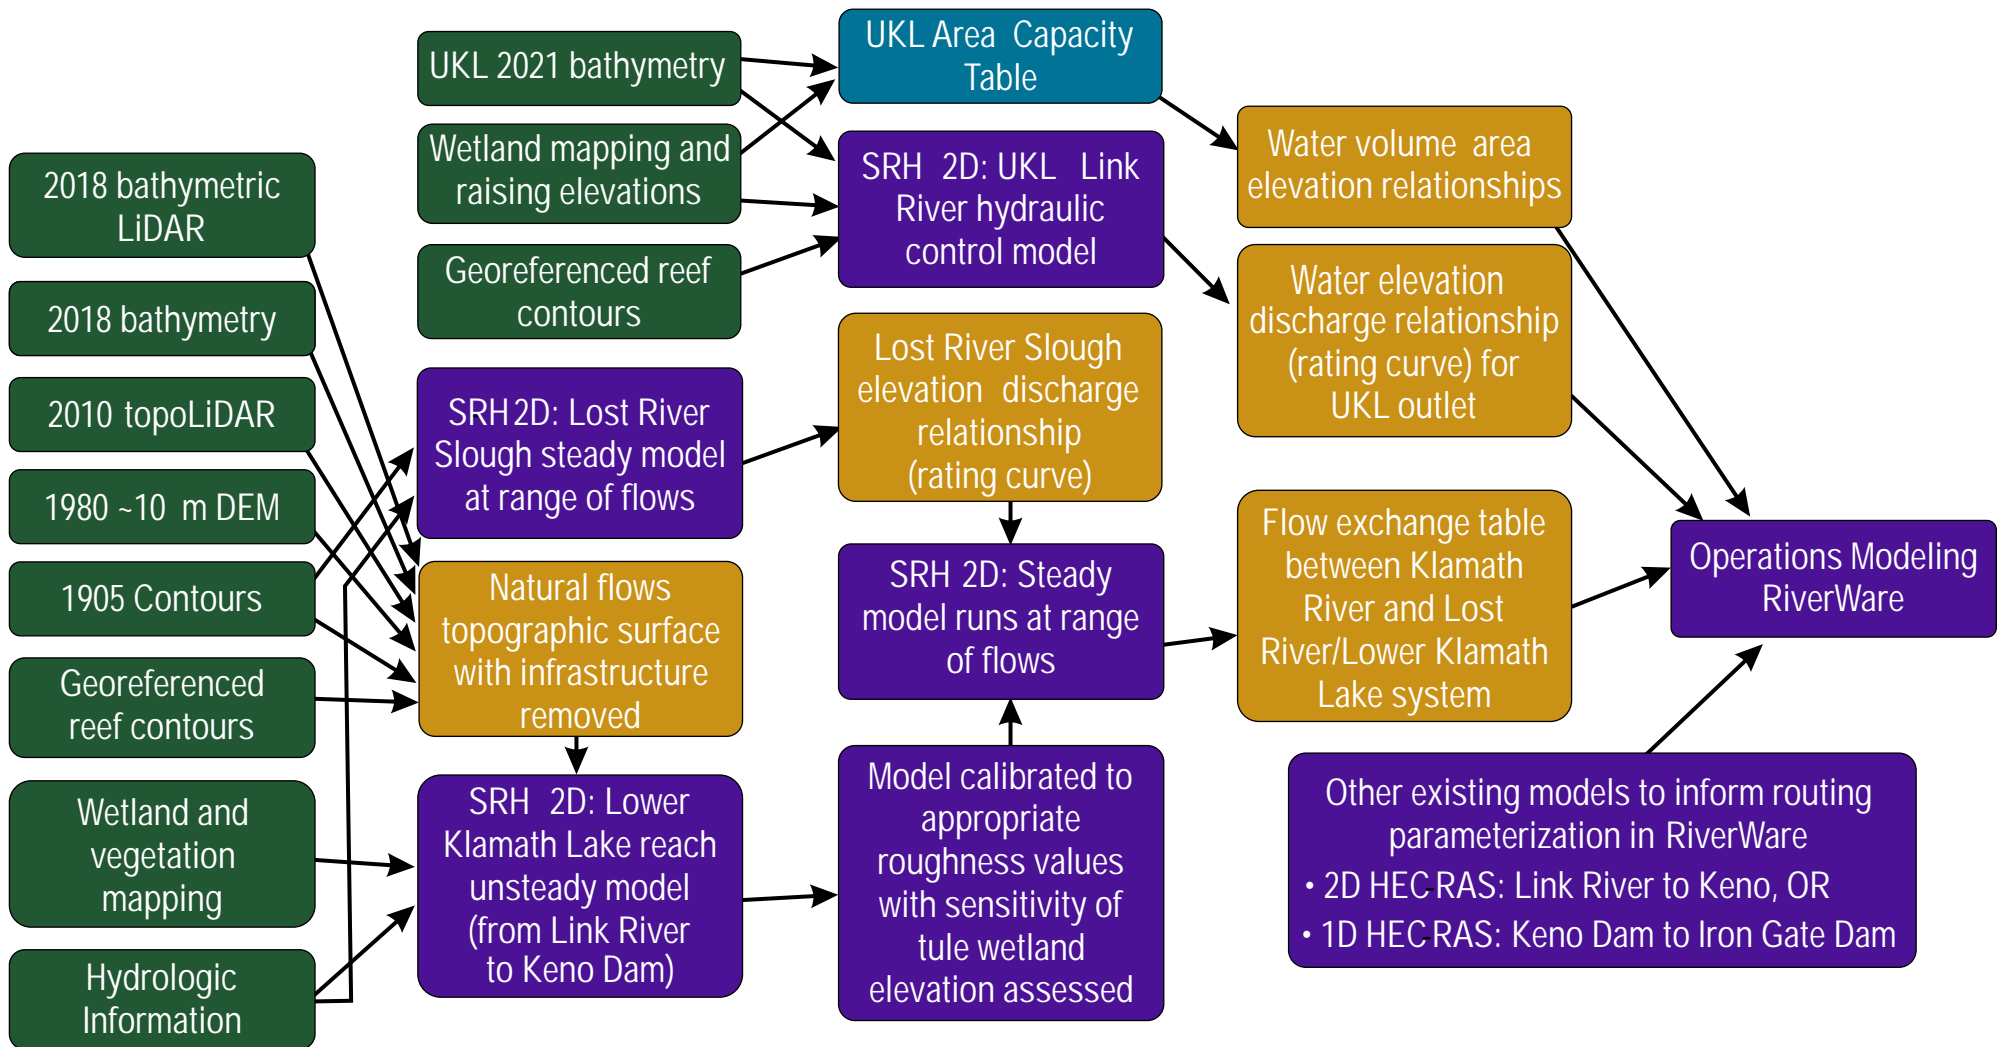 2018 bathymetric
LiDAR
2018 bathymetry
2010 topoLiDAR
1980 ~10 m DEM
1905 Contours
Georeferenced
reef contours
Wetland and
vegetation
mapping
Hydrologic
Information
UKL 2021 bathymetry
Wetland mapping and
raising elevations
Georeferenced reef
contours
SRH 2D: Lost River
Slough steady model
at range of flows
Natural flows
topographic surface
with infrastructure
removed
SRH 2D: Lower
Klamath Lake reach
unsteady model
(from Link River
to Keno Dam)
UKL Area Capacity
Table
SRH 2D: UKL Link
River hydraulic
control model
Lost River Slough
elevation discharge
relationship
(rating curve)
SRH 2D: Steady
model runs at range
of flows
Model calibrated to
appropriate
roughness values
with sensitivity of
tule wetland
elevation assessed
Water volume area
elevation relationships
Water elevation
discharge relationship
(rating curve) for
UKL outlet
Flow exchange table
between Klamath
River and Lost
River/Lower Klamath
Lake system
Other existing models to inform routing
parameterization in RiverWare
• 2D HEC-RAS: Link River to Keno, OR
• 1D HEC-RAS: Keno Dam to Iron Gate Dam
Operations Modeling
RiverWare